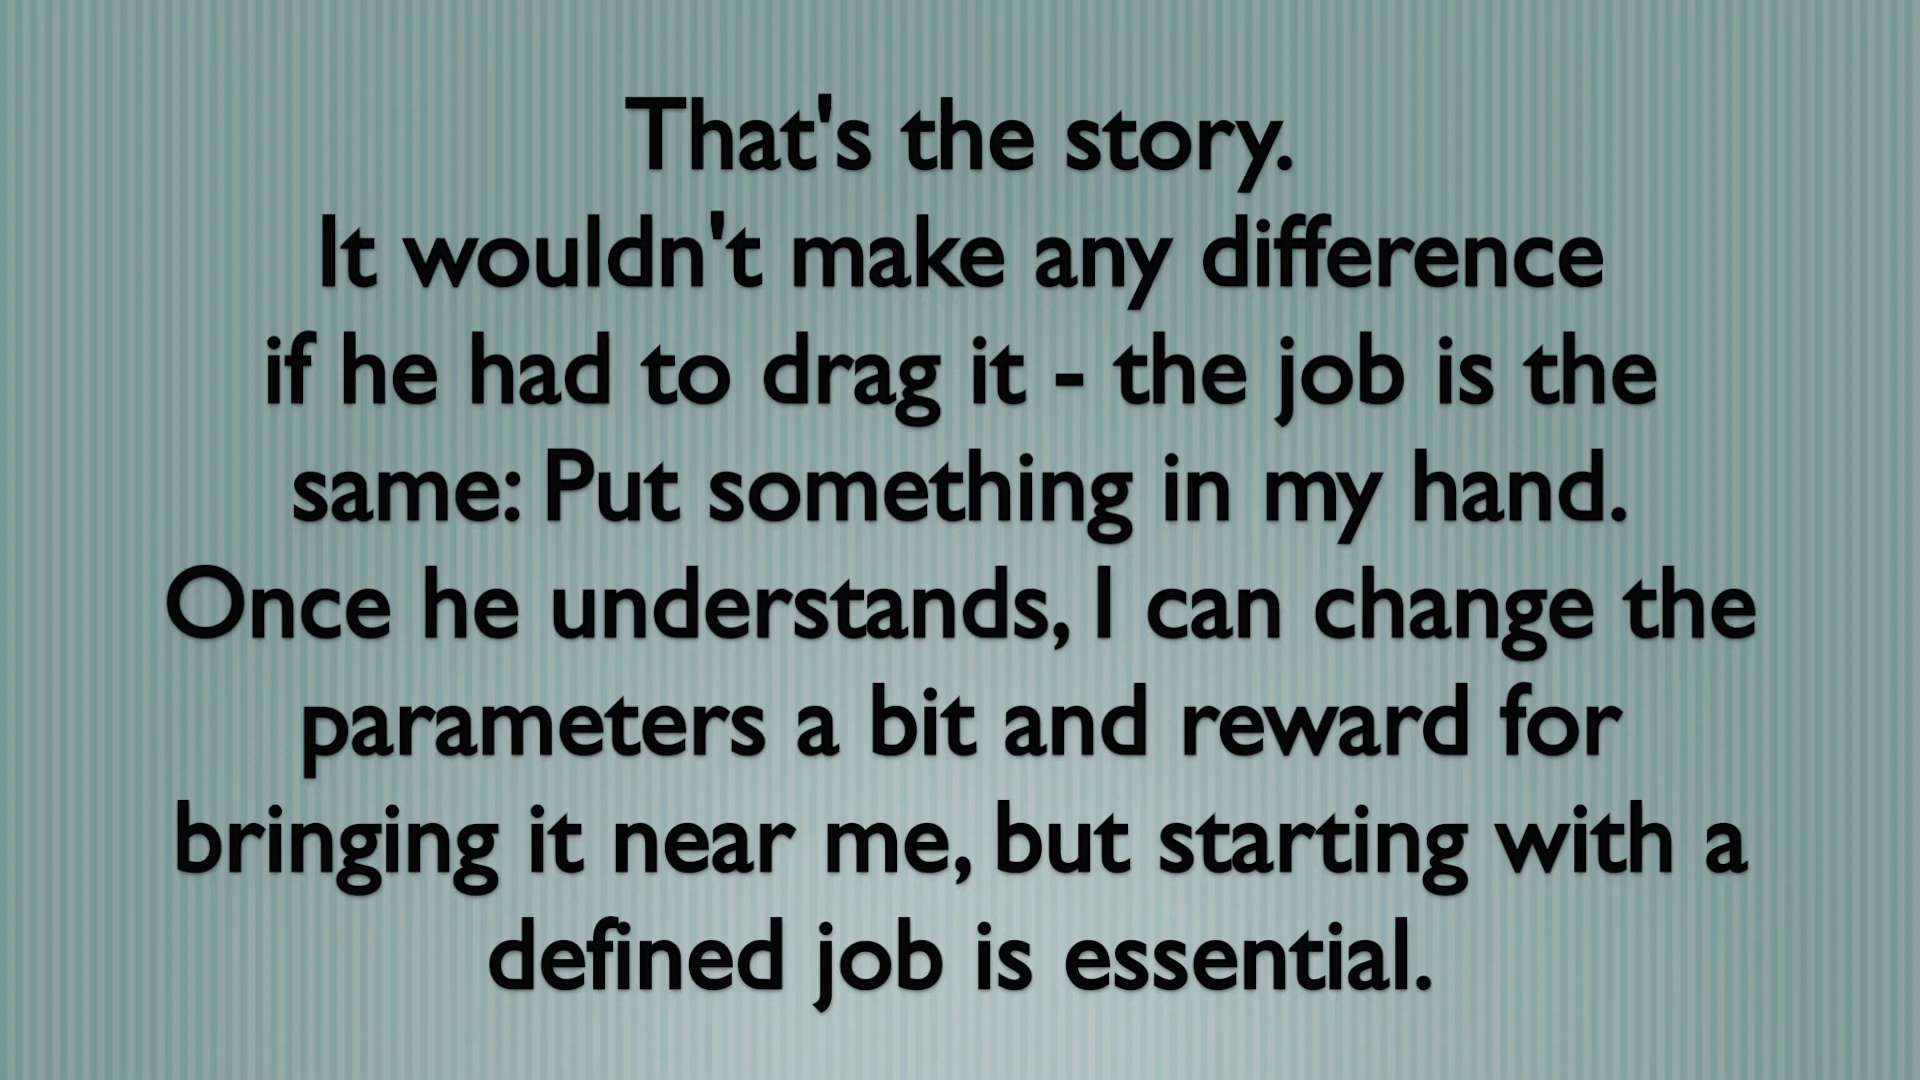 That's the story.
It wouldn't make any difference
if he had to drag it - the job is the
same: Put something in my hand.
Once he understands, I can change the
parameters a bit and reward for
bringing it near me, but starting with a
defined job is essential.